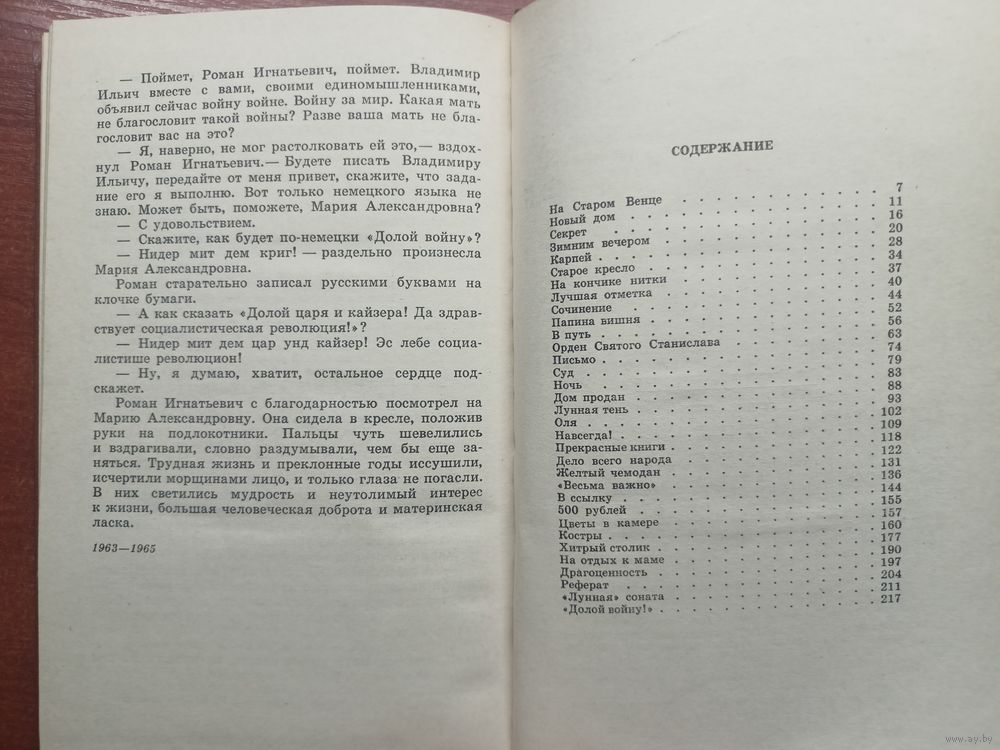 — Поймет, Роман Игнатьевич, поймет. Владимир
Ильич вместе с вами, своими единомышленниками,
объявил сейчас войну войне. Войну за мир. Какая мать
не благословит такой войны? Разве ваша мать не бла-
гословит вас на это?
— Я, наверно, не мог растолковать ей это,— вздох-
нул Роман Игнатьевич.— Будете писать Владимиру
Ильичу, передайте от меня привет, скажите, что зада-
ние его я выполню. Вот только немецкого языка не
знаю. Может быть, поможете, Мария Александровна?
— С удовольствием.
— Скажите, как будет по-немецки «Долой войну»?
— Нидер мит дем криг! — раздельно произнесла
Мария Александровна.
Роман старательно записал русскими буквами на
клочке бумаги.
— А как сказать «Долой царя и кайзера! Да здрав-
ствует социалистическая революция!»?
— Нидер мит дем цар унд кайзер! Эс лебе социа-
листише революцион!
— Ну, я думаю, хватит, остальное сердце под-
скажет.
Роман Игнатьевич с благодарностью посмотрел на
Марию Александровну. Она сидела в кресле, положив
руки на подлокотники. Пальцы чуть шевелились
и вздрагивали, словно раздумывали, чем бы еще за-
няться. Трудная жизнь и преклонные годы иссушили,
исчертили морщинами лицо, и только глаза не погасли.
В них светились мудрость и неутолимый интерес
к жизни, большая человеческая доброта и материнская
ласка.
1963—1965
СОДЕРЖАНИЕ
На Старом Венце . . . . . . . . 7
Новый дом . . . . . . . . 11
Секрет . . . . . . . . 16
Зимним вечером . . . . . . . . 20
Карпей . . . . . . . . 28
Старое кресло . . . . . . . . 34
На кончике нитки . . . . . . . . 37
Лучшая отметка . . . . . . . . 40
Сочинение . . . . . . . . 44
Папина вишня . . . . . . . . 52
В путь . . . . . . . . 56
Орден Святого Станислава . . . . . . . . 63
Письмо . . . . . . . . 74
Суд . . . . . . . . 79
Ночь . . . . . . . . 83
Дом продан . . . . . . . . 88
Лунная тень . . . . . . . . 93
Оля . . . . . . . . 102
Навсегда! . . . . . . . . 109
Прекрасные книги . . . . . . . . 118
Дело всего народа . . . . . . . . 122
Желтый чемодан . . . . . . . . 131
«Весьма важно» . . . . . . . . 136
В ссылку . . . . . . . . 144
500 рублей . . . . . . . . 155
Цветы в камере . . . . . . . . 157
Костры . . . . . . . . 160
Хитрый столик . . . . . . . . 177
На отдых к маме . . . . . . . . 190
Драгоценность . . . . . . . . 197
Реферат . . . . . . . . 204
«Лунная» соната . . . . . . . . 211
«Долой войну!» . . . . . . . . 217
www.ay.by